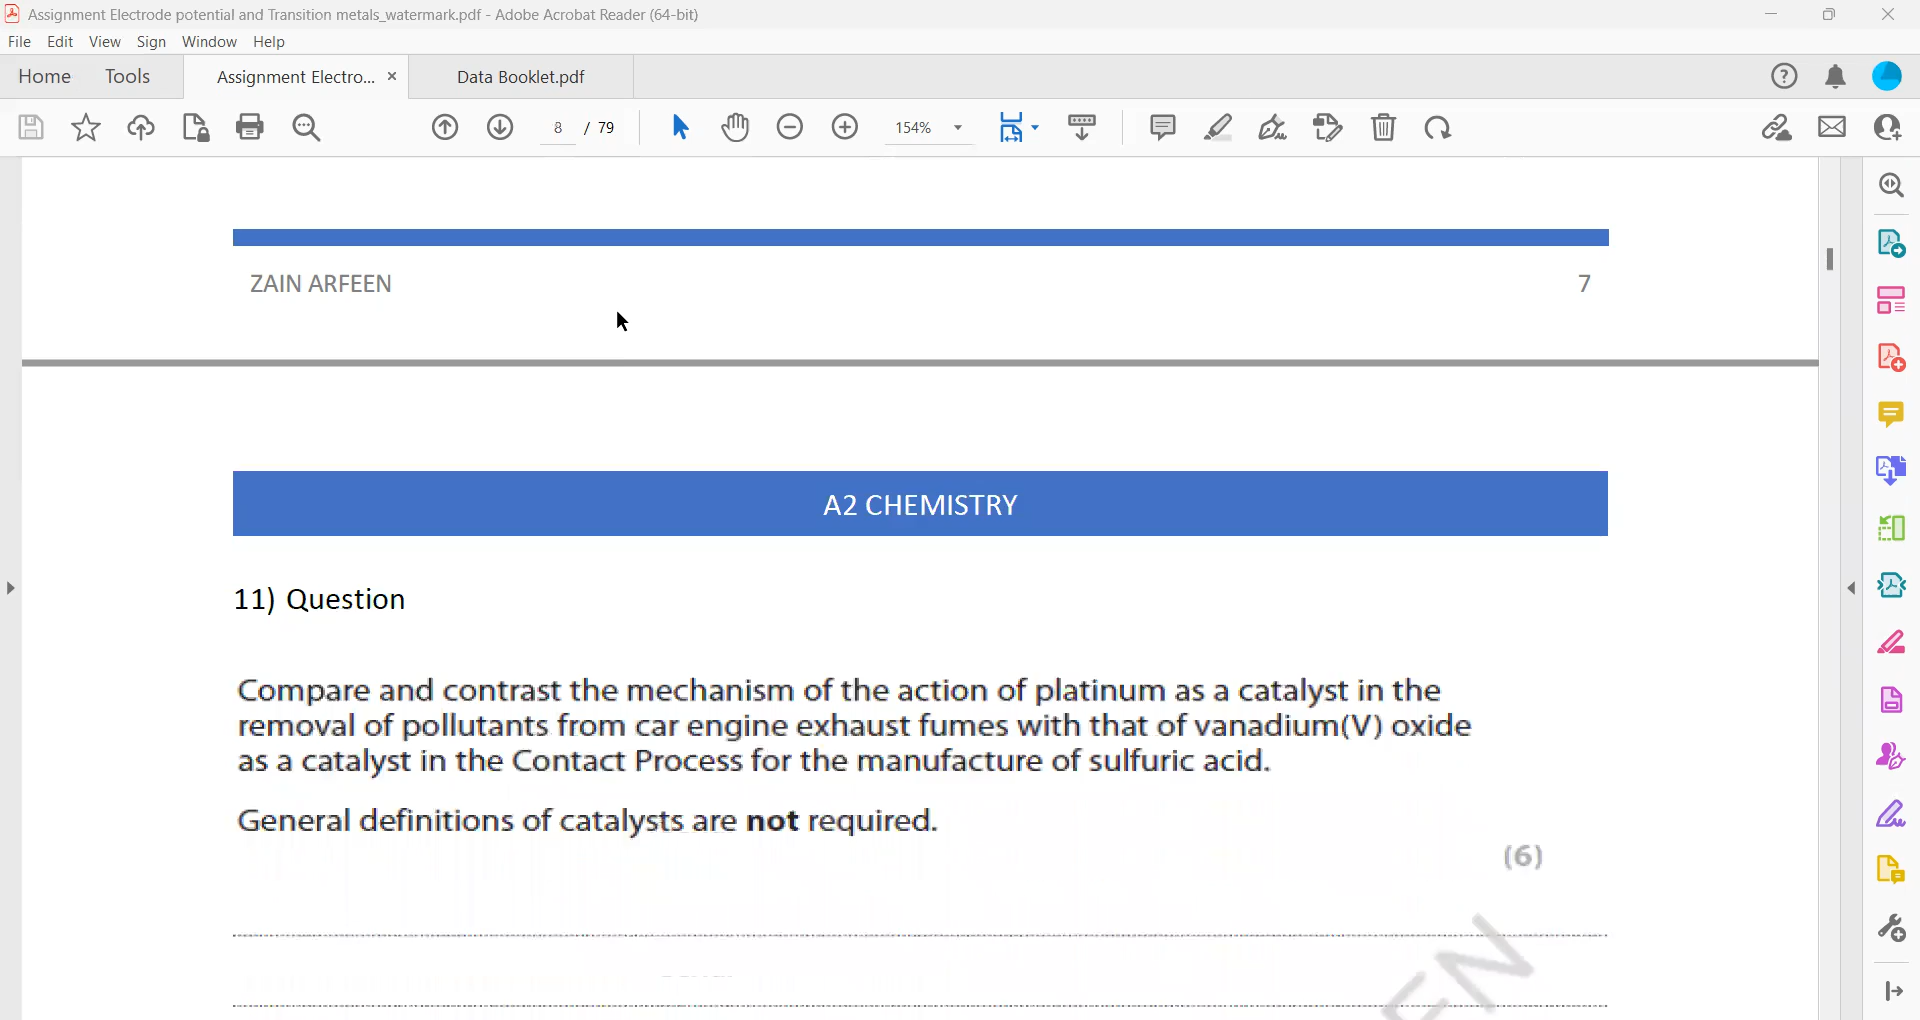 Assignment Electrode potential and Transition metals_watermark.pdf - Adobe Acrobat Reader (64-bit)
File Edit View Sign Window Help
Home Tools Assignment Electro... × Data Booklet.pdf
8 / 79 154%
ZAIN ARFEEN 7
A2 CHEMISTRY
11) Question
Compare and contrast the mechanism of the action of platinum as a catalyst in the
removal of pollutants from car engine exhaust fumes with that of vanadium(V) oxide
as a catalyst in the Contact Process for the manufacture of sulfuric acid.
General definitions of catalysts are not required.
(6)
EN